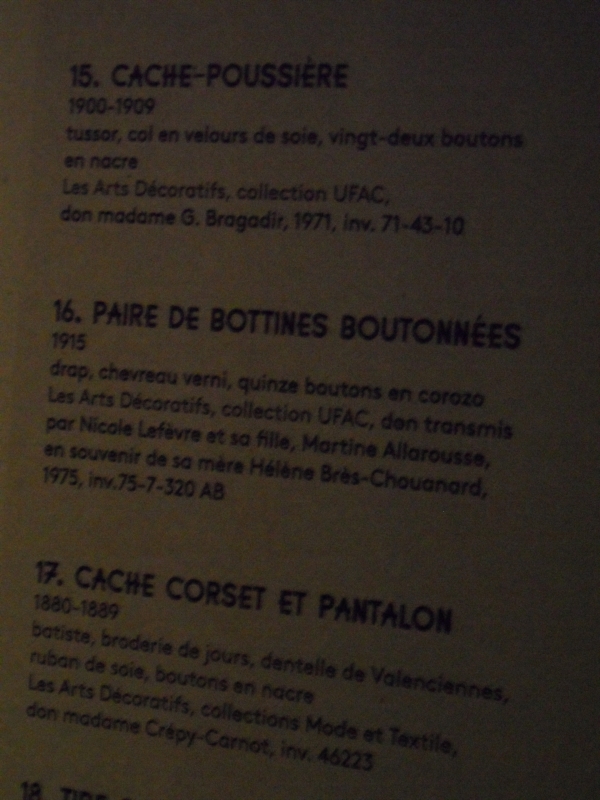 15. CACHE-POUSSIÈRE
1900-1909
tussor, col en velours de soie, vingt-deux boutons
en nacre
Les Arts Décoratifs, collection UFAC,
don madame G. Bragadir, 1971, inv. 71-43-10
16. PAIRE DE BOTTINES BOUTONNÉES
1915
drap, chevreau verni, quinze boutons en corozo
Les Arts Décoratifs, collection UFAC, don transmis
par Nicole Lefèvre et sa fille, Martine Allarousse,
en souvenir de sa mère Hélène Brès-Chouanard,
1975, inv.75-7-320 AB
17. CACHE CORSET ET PANTALON
1880-1889
batiste, broderie de jours, dentelle de Valenciennes,
ruban de soie, boutons en nacre
Les Arts Décoratifs, collections Mode et Textile,
don madame Crépy-Carnot, inv. 46223
18. TIRE